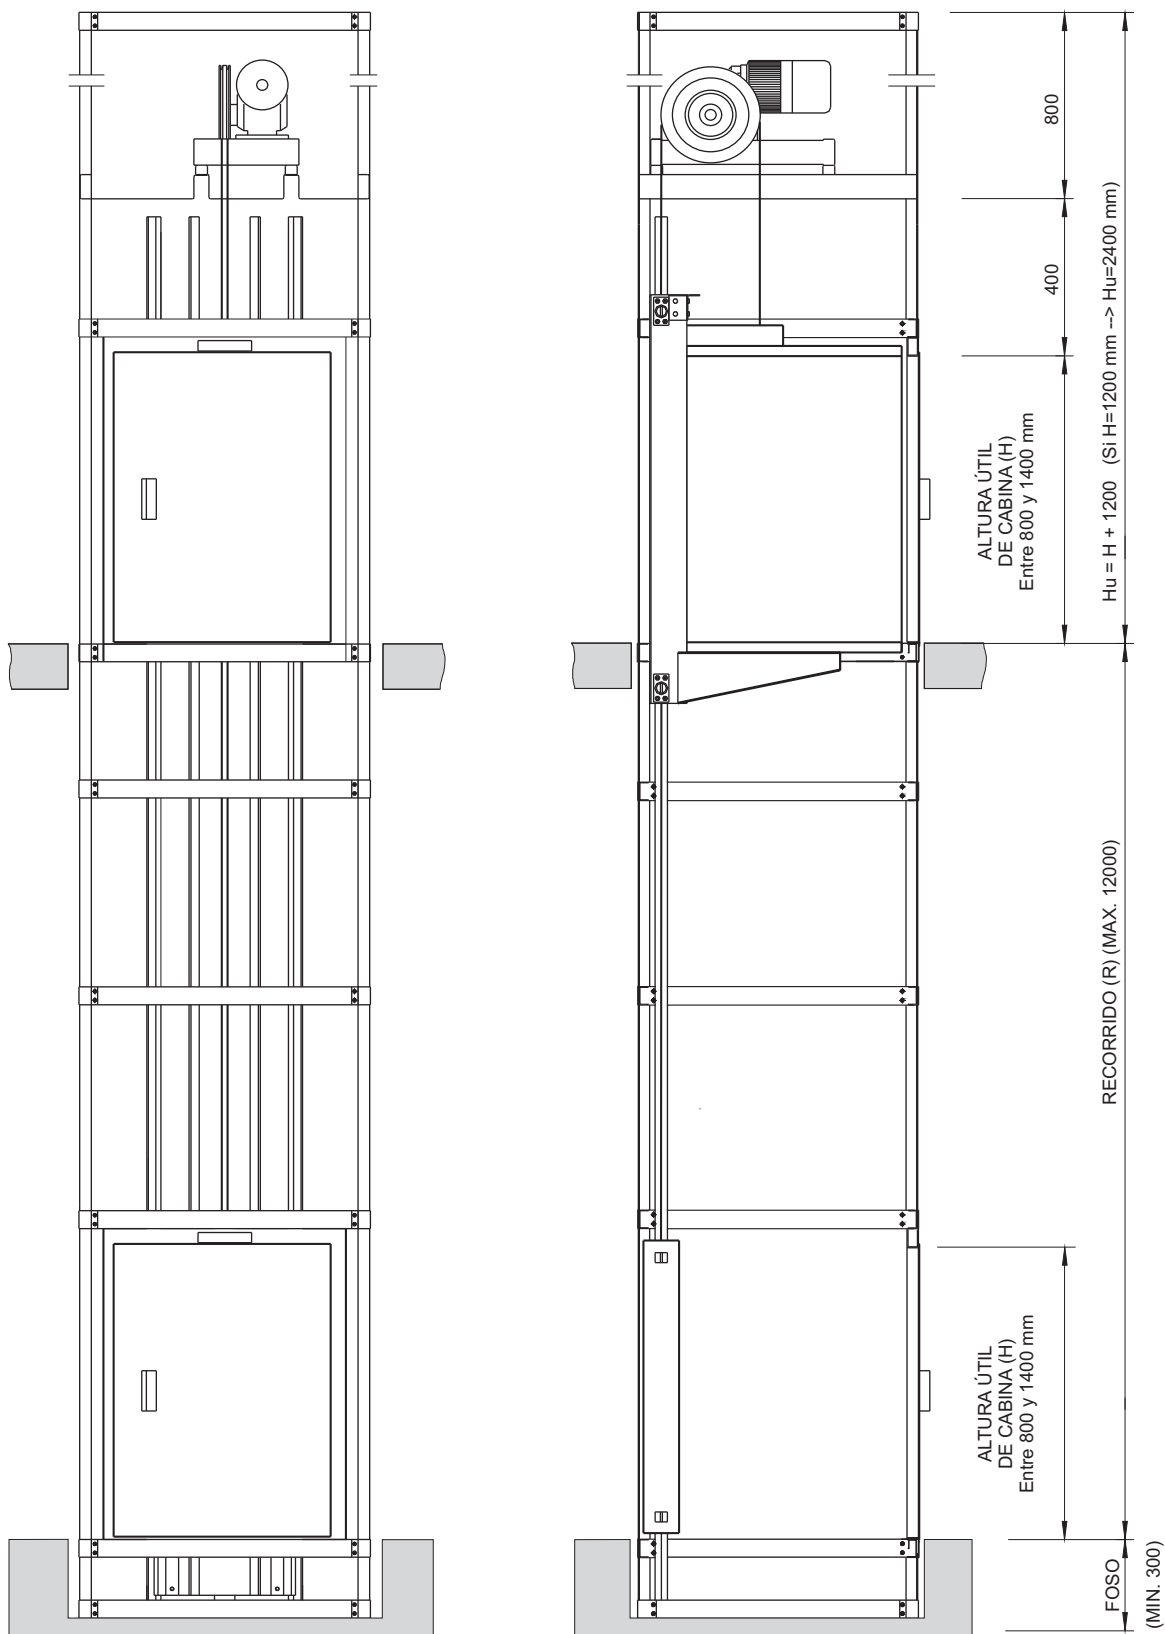 800
400
Hu = H + 1200 (Si H=1200 mm --> Hu=2400 mm)
ALTURA ÚTIL
DE CABINA (H)
Entre 800 y 1400 mm
RECORRIDO (R) (MAX. 12000)
ALTURA ÚTIL
DE CABINA (H)
Entre 800 y 1400 mm
FOSO
(MIN. 300)